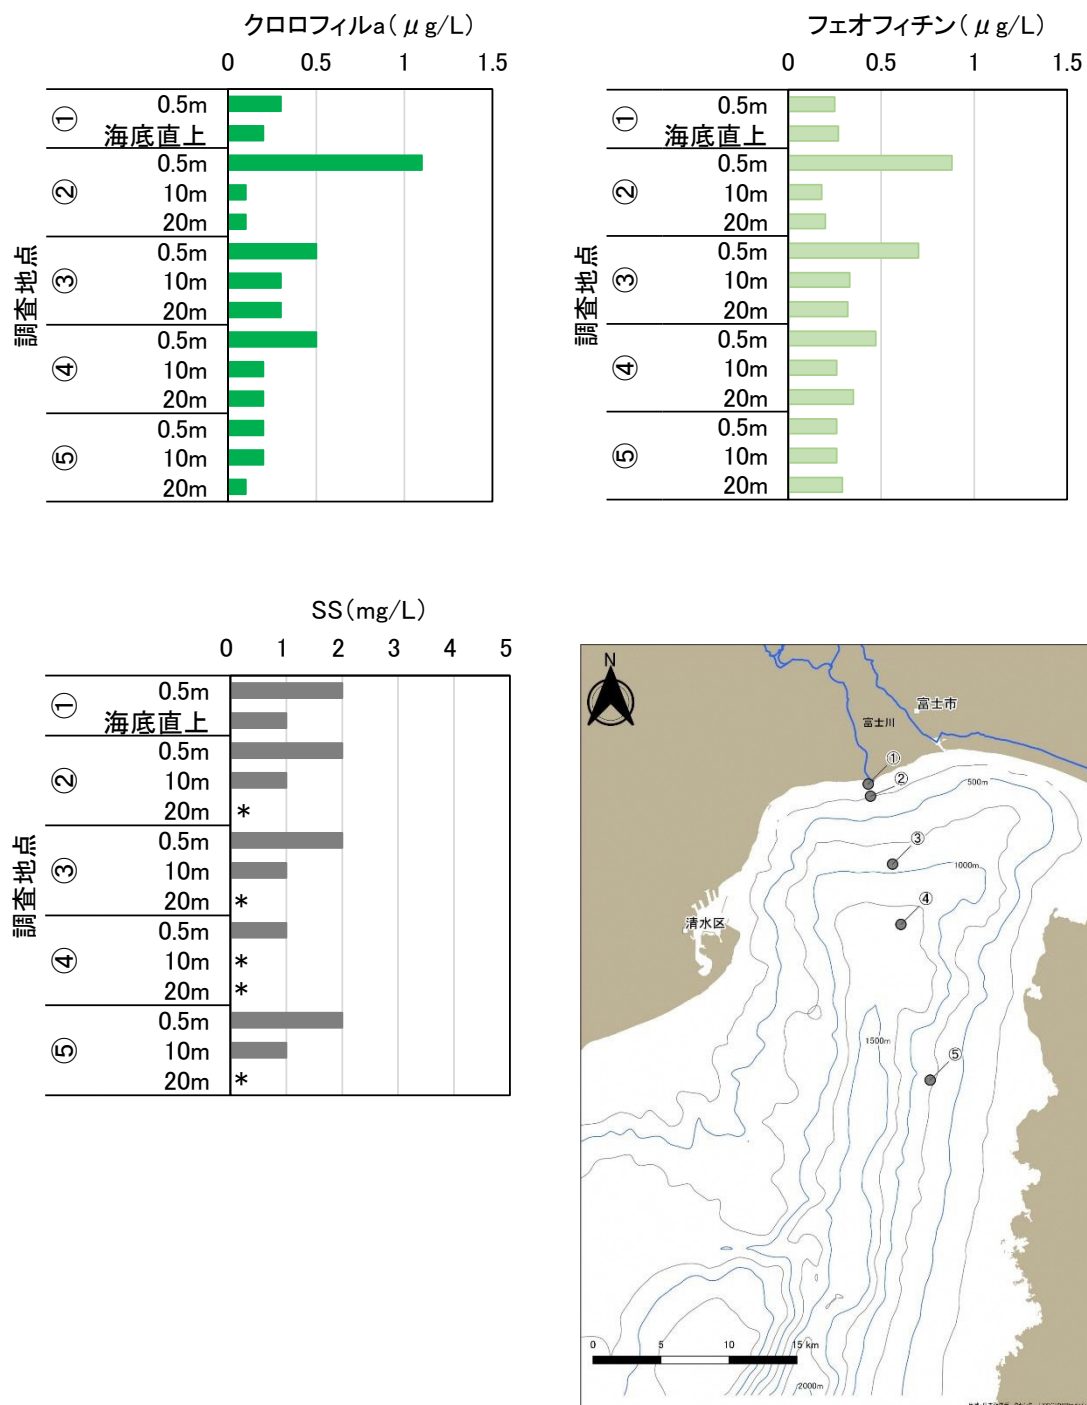 クロロフィルa(μg/L)
0 0.5 1 1.5
調査地点
① 0.5m
海底直上
② 0.5m
10m
20m
③ 0.5m
10m
20m
④ 0.5m
10m
20m
⑤ 0.5m
10m
20m
フェオフィチン(μg/L)
0 0.5 1 1.5
調査地点
① 0.5m
海底直上
② 0.5m
10m
20m
③ 0.5m
10m
20m
④ 0.5m
10m
20m
⑤ 0.5m
10m
20m
SS(mg/L)
0 1 2 3 4 5
調査地点
① 0.5m
海底直上
② 0.5m
10m
20m *
③ 0.5m
10m
20m *
④ 0.5m
10m *
20m *
⑤ 0.5m
10m
20m *
N
富士市
富士川
①
②
500m
③
1000m
④
清水区
1500m
⑤
0 5 10 15 km
2000m